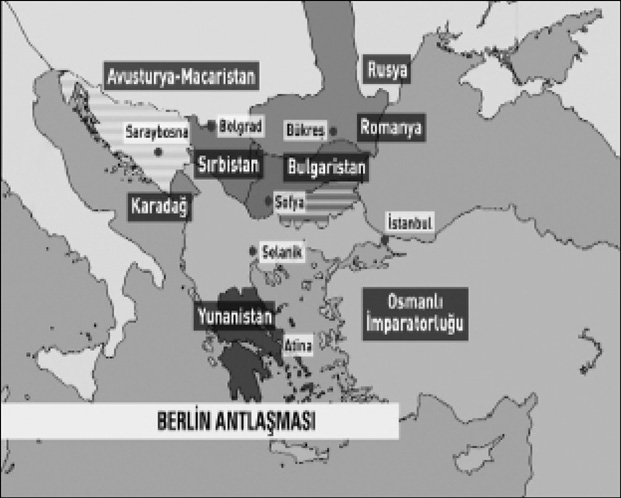 Avusturya-Macaristan
Rusya
Saraybosna
Belgrad
Bükreş
Romanya
Sırbistan
Bulgaristan
Karadağ
Sofya
İstanbul
Selanik
Yunanistan
Osmanlı
İmparatorluğu
Atina
BERLİN ANTLAŞMASI